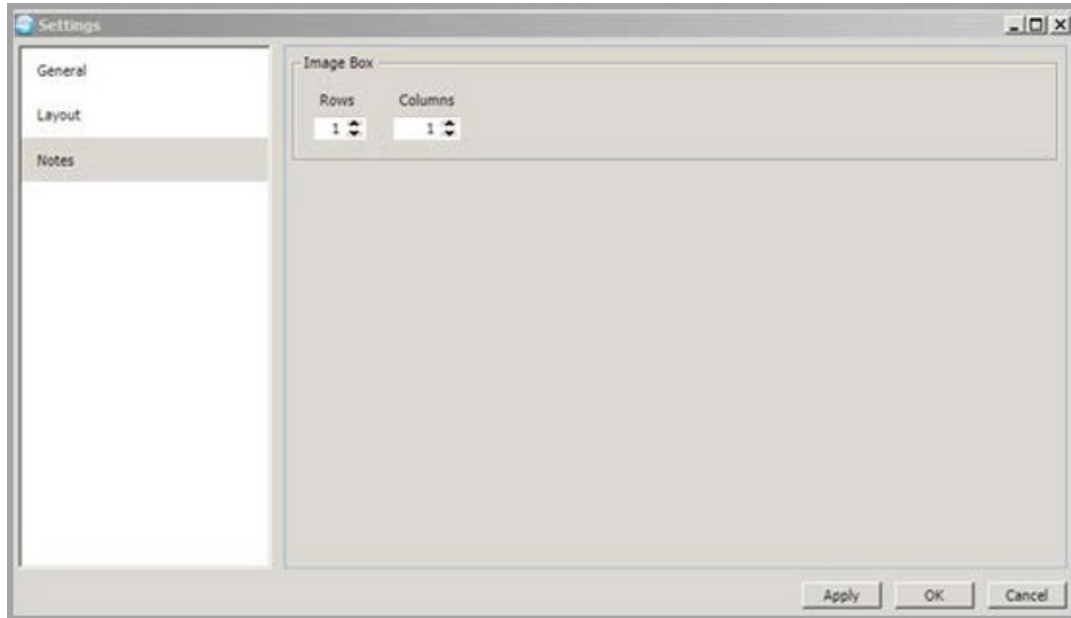 Settings
General
Layout
Notes
Image Box
Rows Columns
1 1
Apply OK Cancel